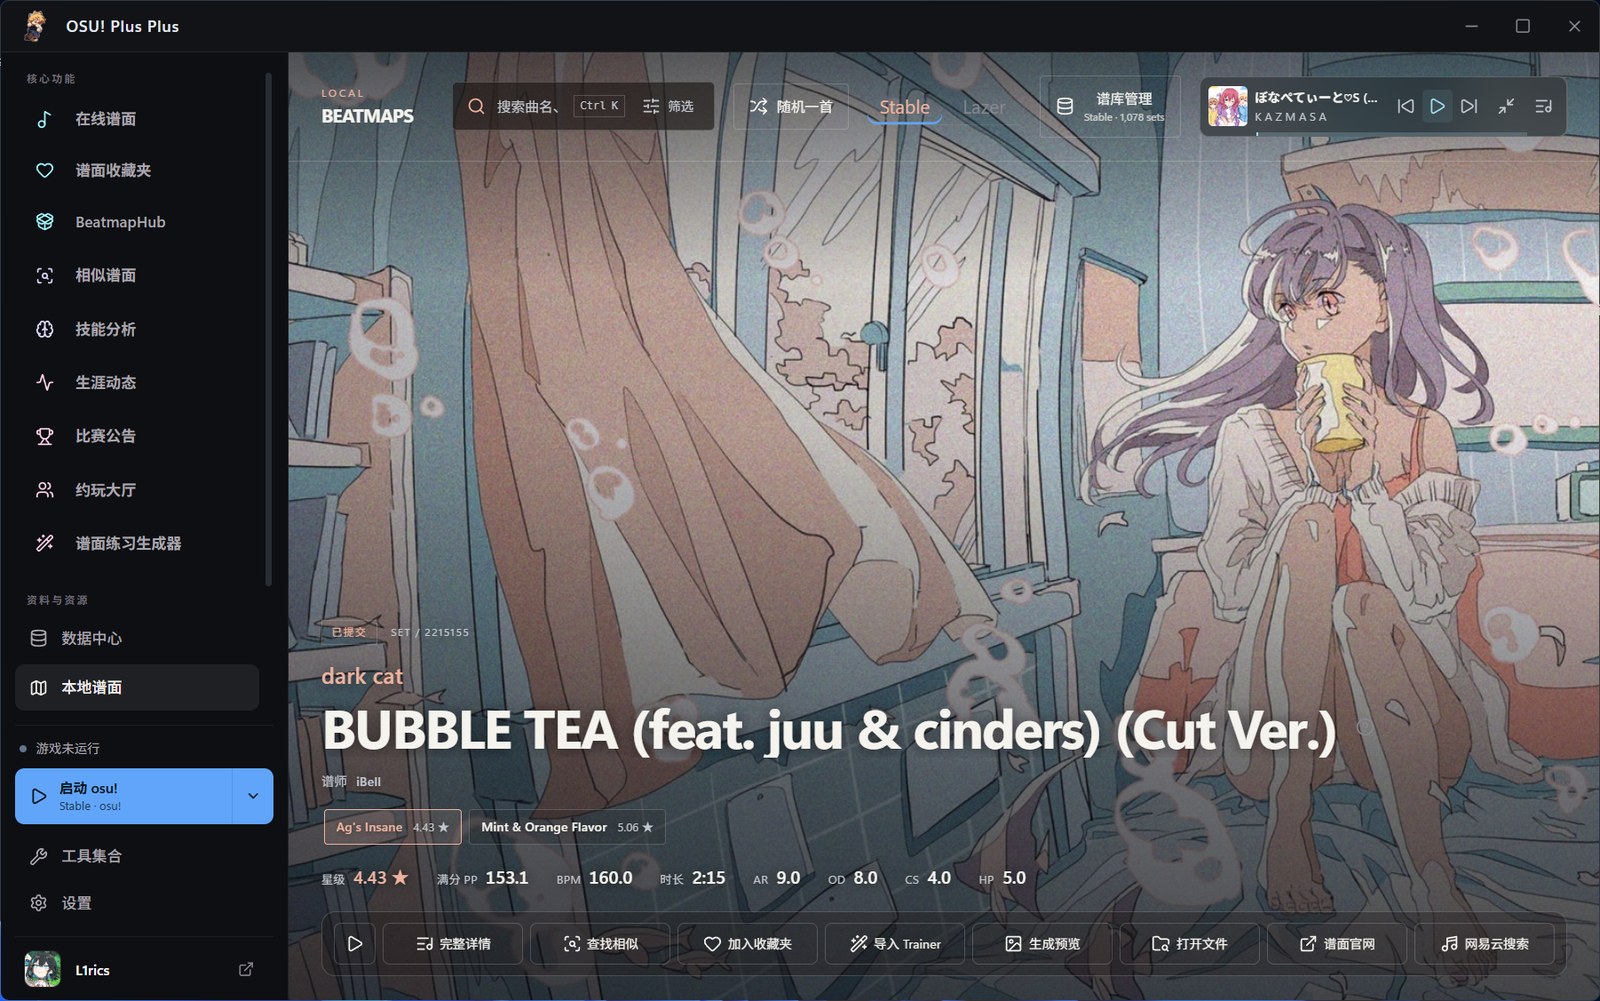 OSU! Plus Plus
核心功能
在线谱面
谱面收藏夹
BeatmapHub
相似谱面
技能分析
生涯动态
比赛公告
约玩大厅
谱面练习生成器
资料与资源
数据中心
本地谱面
游戏未运行
启动 osu!
Stable · osu!
工具集合
设置
L1rics
LOCAL
BEATMAPS
搜索曲名、 Ctrl K 筛选
随机一首
Stable Lazer
谱库管理
Stable · 1,078 sets
ぼなぺてぃーと♡S (...
KAZMASA
已提交 SET / 2215155
dark cat
BUBBLE TEA (feat. juu & cinders) (Cut Ver.)
谱师 iBell
Ag's Insane 4.43 ★ Mint & Orange Flavor 5.06 ★
星级 4.43 ★ 满分 PP 153.1 BPM 160.0 时长 2:15 AR 9.0 OD 8.0 CS 4.0 HP 5.0
完整详情 查找相似 加入收藏夹 导入 Trainer 生成预览 打开文件 谱面官网 网易云搜索